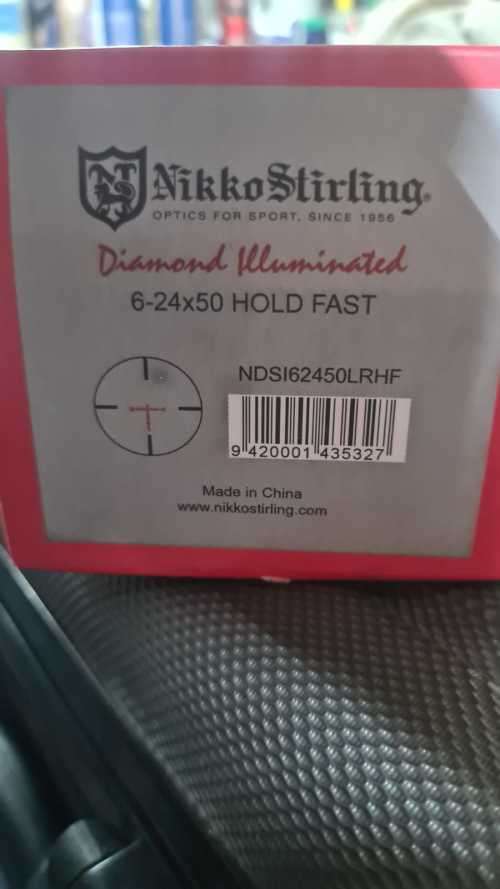 NikkoStirling®
OPTICS FOR SPORT, SINCE 1956
Diamond Illuminated
6-24x50 HOLD FAST
NDSI62450LRHF
9 420001 435327
Made in China
www.nikkostirling.com